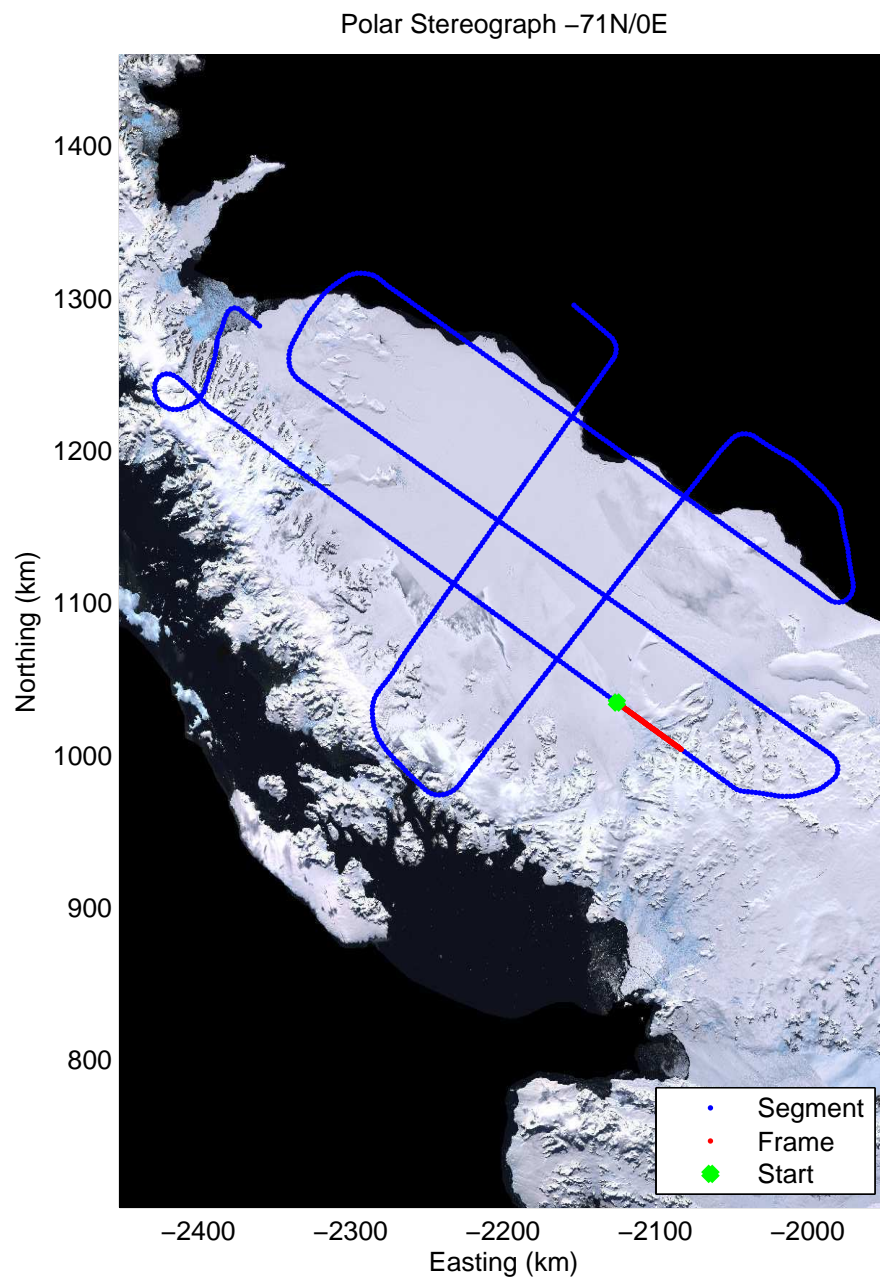 Polar Stereograph −71N/0E
1400
1300
1200
1100
1000
900
800
Northing (km)
Segment
Frame
Start
−2400 −2300 −2200 −2100 −2000
Easting (km)